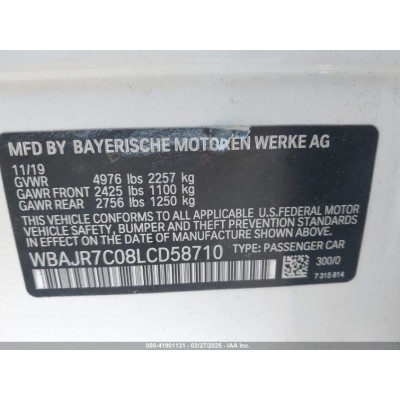 MFD BY BAYERISCHE MOTOREN WERKE AG
11/19
GVWR 4976 lbs 2257 kg
GAWR FRONT 2425 lbs 1100 kg
GAWR REAR 2756 lbs 1250 kg
THIS VEHICLE CONFORMS TO ALL APPLICABLE U.S.FEDERAL MOTOR
VEHICLE SAFETY, BUMPER AND THEFT PREVENTION
STANDARDS IN EFFECT ON THE DATE OF MANUFACTURE SHOWN ABOVE.
WBAJR7C08LCD58710 TYPE: PASSENGER CAR
300/0
7 315 814
000-41901131 - 03/27/2025 - IAA Inc.